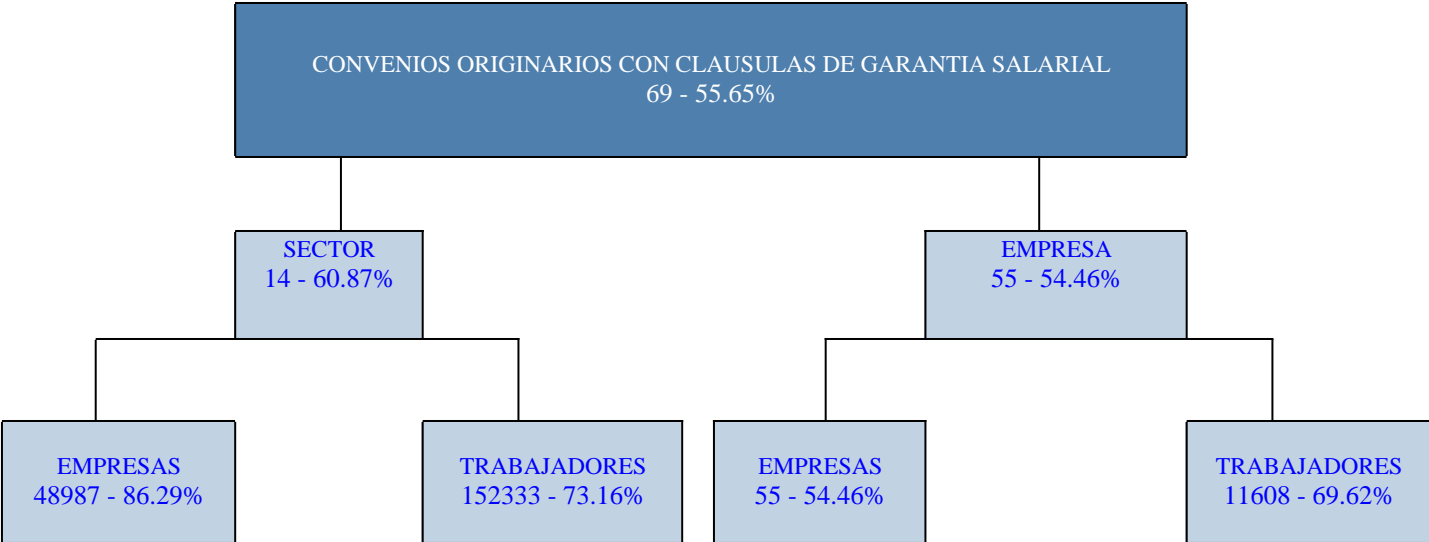 CONVENIOS ORIGINARIOS CON CLAUSULAS DE GARANTIA SALARIAL
69 - 55.65%
SECTOR
14 - 60.87%
EMPRESA
55 - 54.46%
EMPRESAS
48987 - 86.29%
TRABAJADORES
152333 - 73.16%
EMPRESAS
55 - 54.46%
TRABAJADORES
11608 - 69.62%